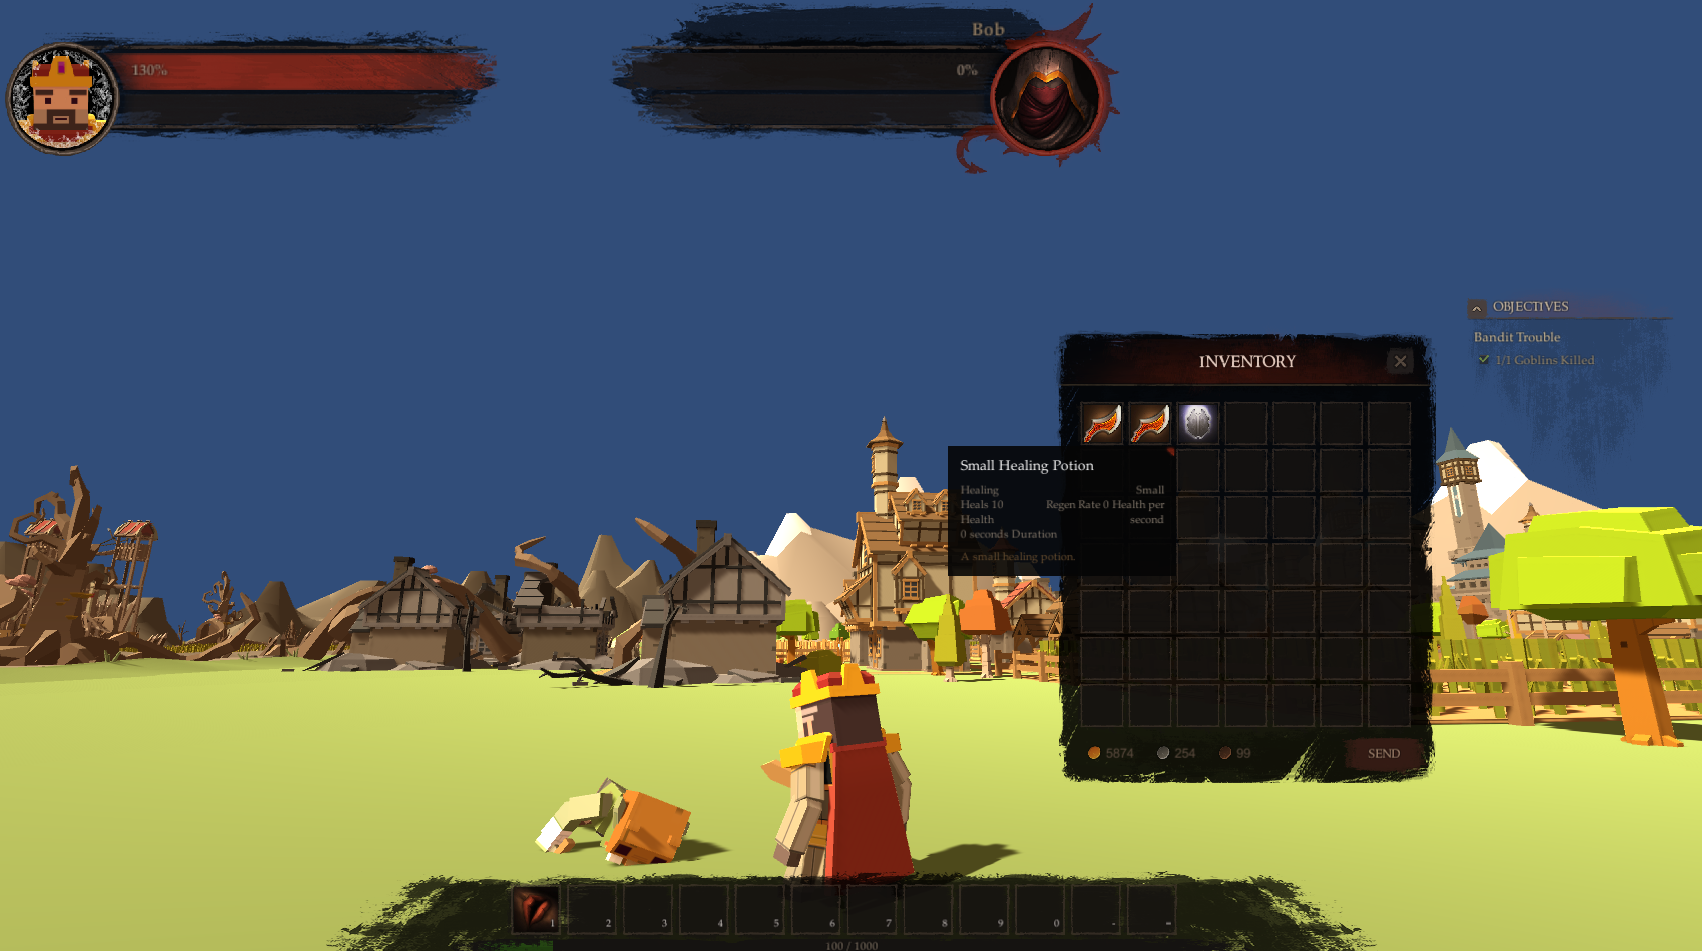 Bob
130%
0%
OBJECTIVES
Bandit Trouble
1/1 Goblins Killed
INVENTORY
Small Healing Potion
Healing Small
Heals 10 Regen Rate 0 Health per
Health second
0 seconds Duration
A small healing potion.
5874 254 99
SEND
1 2 3 4 5 6 7 8 9 0 - =
100 / 1000